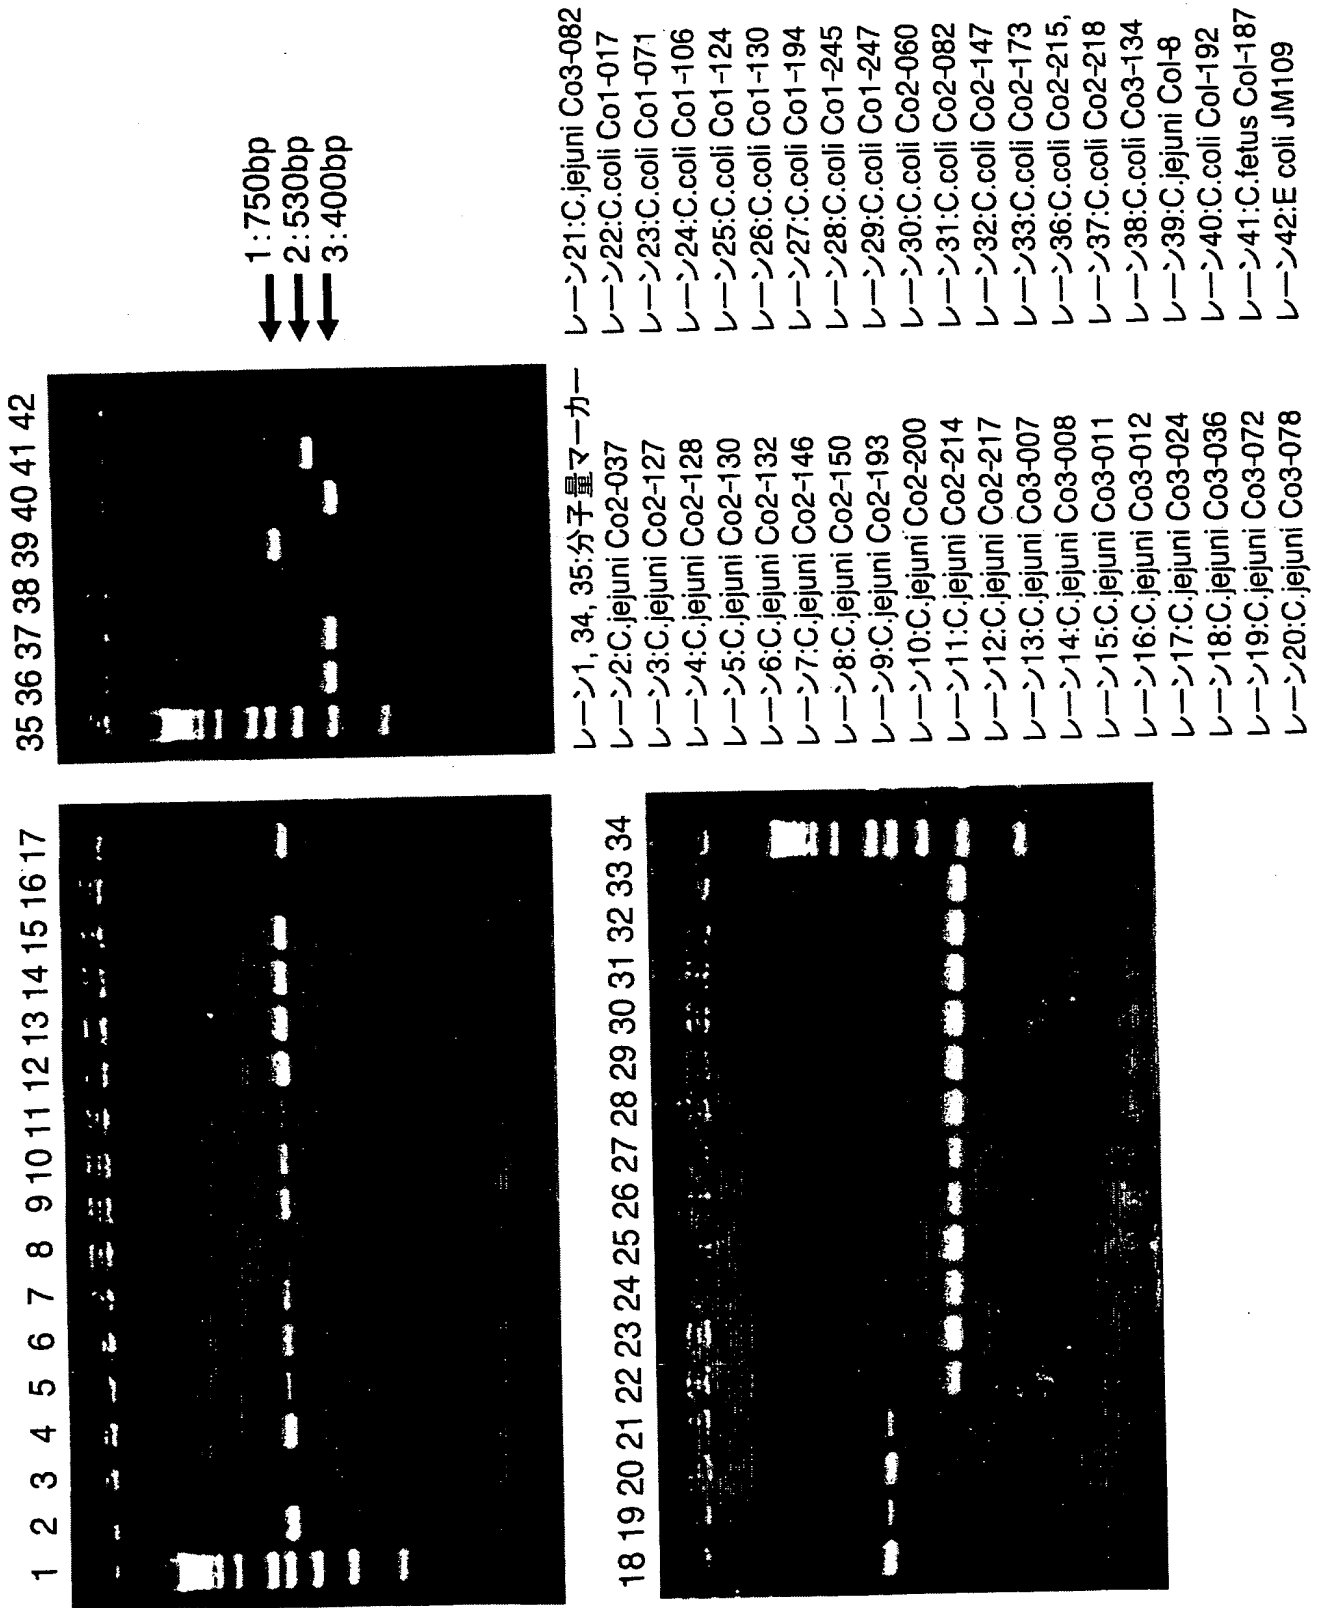 1 2 3 4 5 6 7 8 9 10 11 12 13 14 15 16 17
35 36 37 38 39 40 41 42
1:750bp
2:530bp
3:400bp
18 19 20 21 22 23 24 25 26 27 28 29 30 31 32 33 34
レーン1, 34, 35:分子量マーカー
レーン2:C.jejuni Co2-037
レーン3:C.jejuni Co2-127
レーン4:C.jejuni Co2-128
レーン5:C.jejuni Co2-130
レーン6:C.jejuni Co2-132
レーン7:C.jejuni Co2-146
レーン8:C.jejuni Co2-150
レーン9:C.jejuni Co2-193
レーン10:C.jejuni Co2-200
レーン11:C.jejuni Co2-214
レーン12:C.jejuni Co2-217
レーン13:C.jejuni Co3-007
レーン14:C.jejuni Co3-008
レーン15:C.jejuni Co3-011
レーン16:C.jejuni Co3-012
レーン17:C.jejuni Co3-024
レーン18:C.jejuni Co3-036
レーン19:C.jejuni Co3-072
レーン20:C.jejuni Co3-078
レーン21:C.jejuni Co3-082
レーン22:C.coli Co1-017
レーン23:C.coli Co1-071
レーン24:C.coli Co1-106
レーン25:C.coli Co1-124
レーン26:C.coli Co1-130
レーン27:C.coli Co1-194
レーン28:C.coli Co1-245
レーン29:C.coli Co1-247
レーン30:C.coli Co2-060
レーン31:C.coli Co2-082
レーン32:C.coli Co2-147
レーン33:C.coli Co2-173
レーン36:C.coli Co2-215,
レーン37:C.coli Co2-218
レーン38:C.coli Co3-134
レーン39:C.jejuni Col-8
レーン40:C.coli Col-192
レーン41:C.fetus Col-187
レーン42:E coli JM109